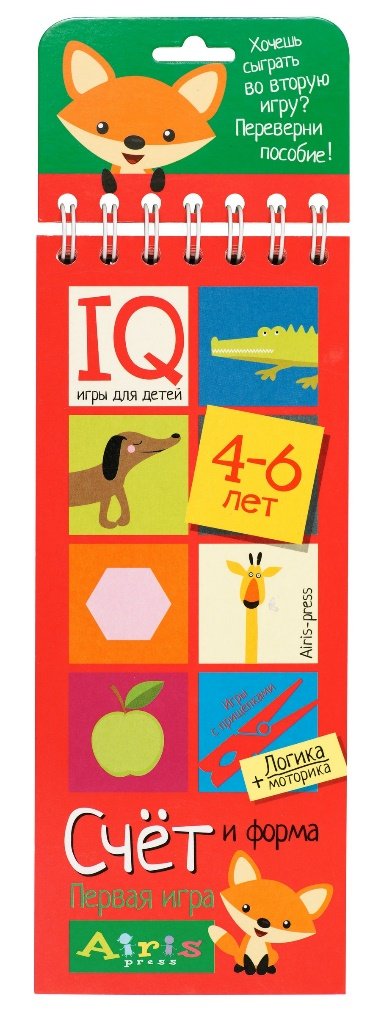 Хочешь
сыграть
во вторую
игру?
Переверни
пособие!
IQ
игры для детей
4-6
лет
Airis-press
Игры
с прищепками
Логика
+ моторика
Счёт и форма
Первая игра
Airis
press